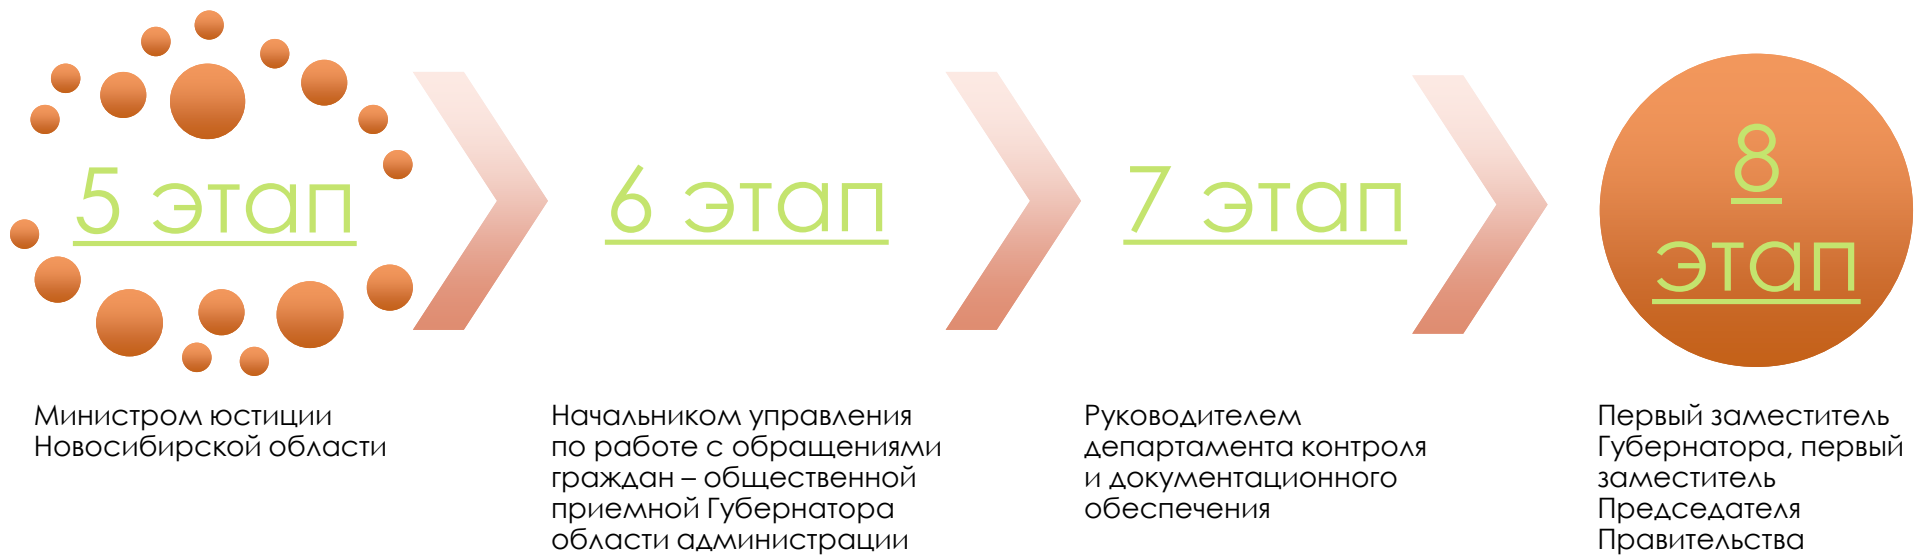 5 этап
Министром юстиции
Новосибирской области
6 этап
Начальником управления
по работе с обращениями
граждан – общественной
приемной Губернатора
области администрации
7 этап
Руководителем
департамента контроля
и документационного
обеспечения
8
этап
Первый заместитель
Губернатора, первый
заместитель
Председателя
Правительства